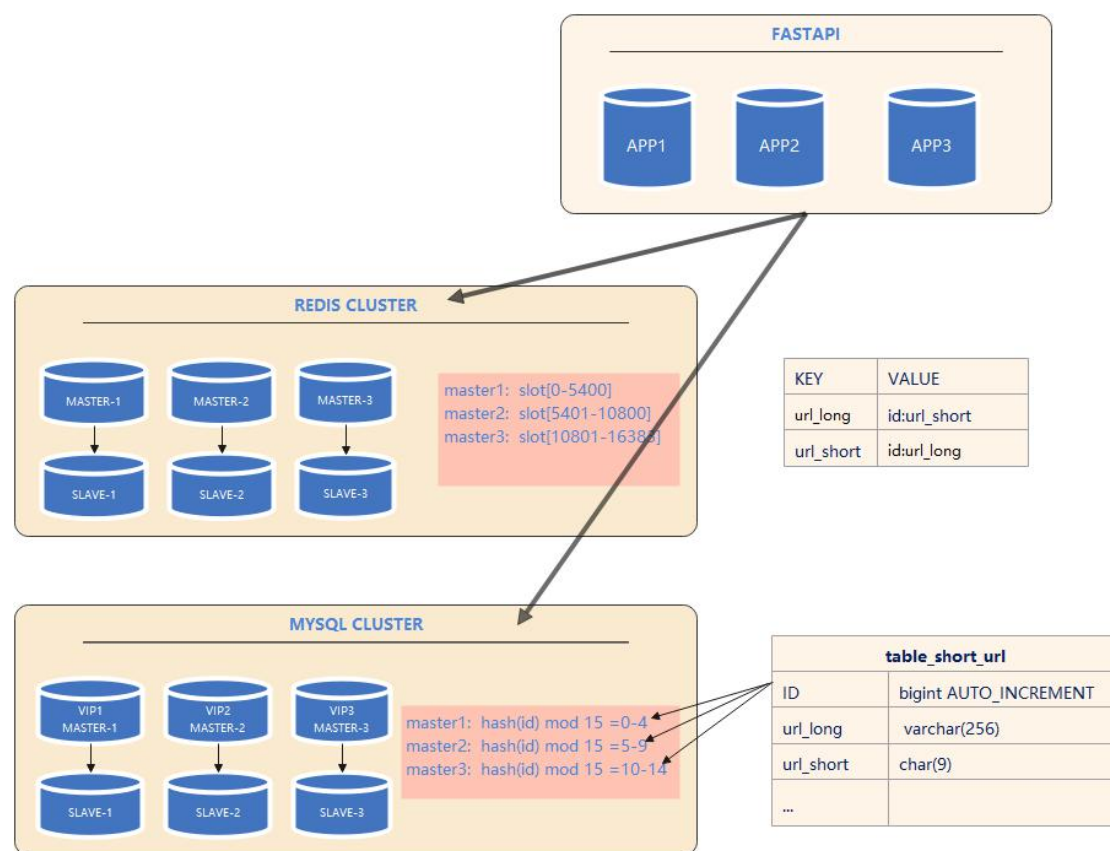 FASTAPI
APP1
APP2
APP3
REDIS CLUSTER
MASTER-1
MASTER-2
MASTER-3
SLAVE-1
SLAVE-2
SLAVE-3
master1: slot[0-5400]
master2: slot[5401-10800]
master3: slot[10801-16383]
KEY VALUE
url_long id:url_short
url_short id:url_long
MYSQL CLUSTER
VIP1
MASTER-1
VIP2
MASTER-2
VIP3
MASTER-3
SLAVE-1
SLAVE-2
SLAVE-3
master1: hash(id) mod 15 =0-4
master2: hash(id) mod 15 =5-9
master3: hash(id) mod 15 =10-14
table_short_url
ID bigint AUTO_INCREMENT
url_long varchar(256)
url_short char(9)
...